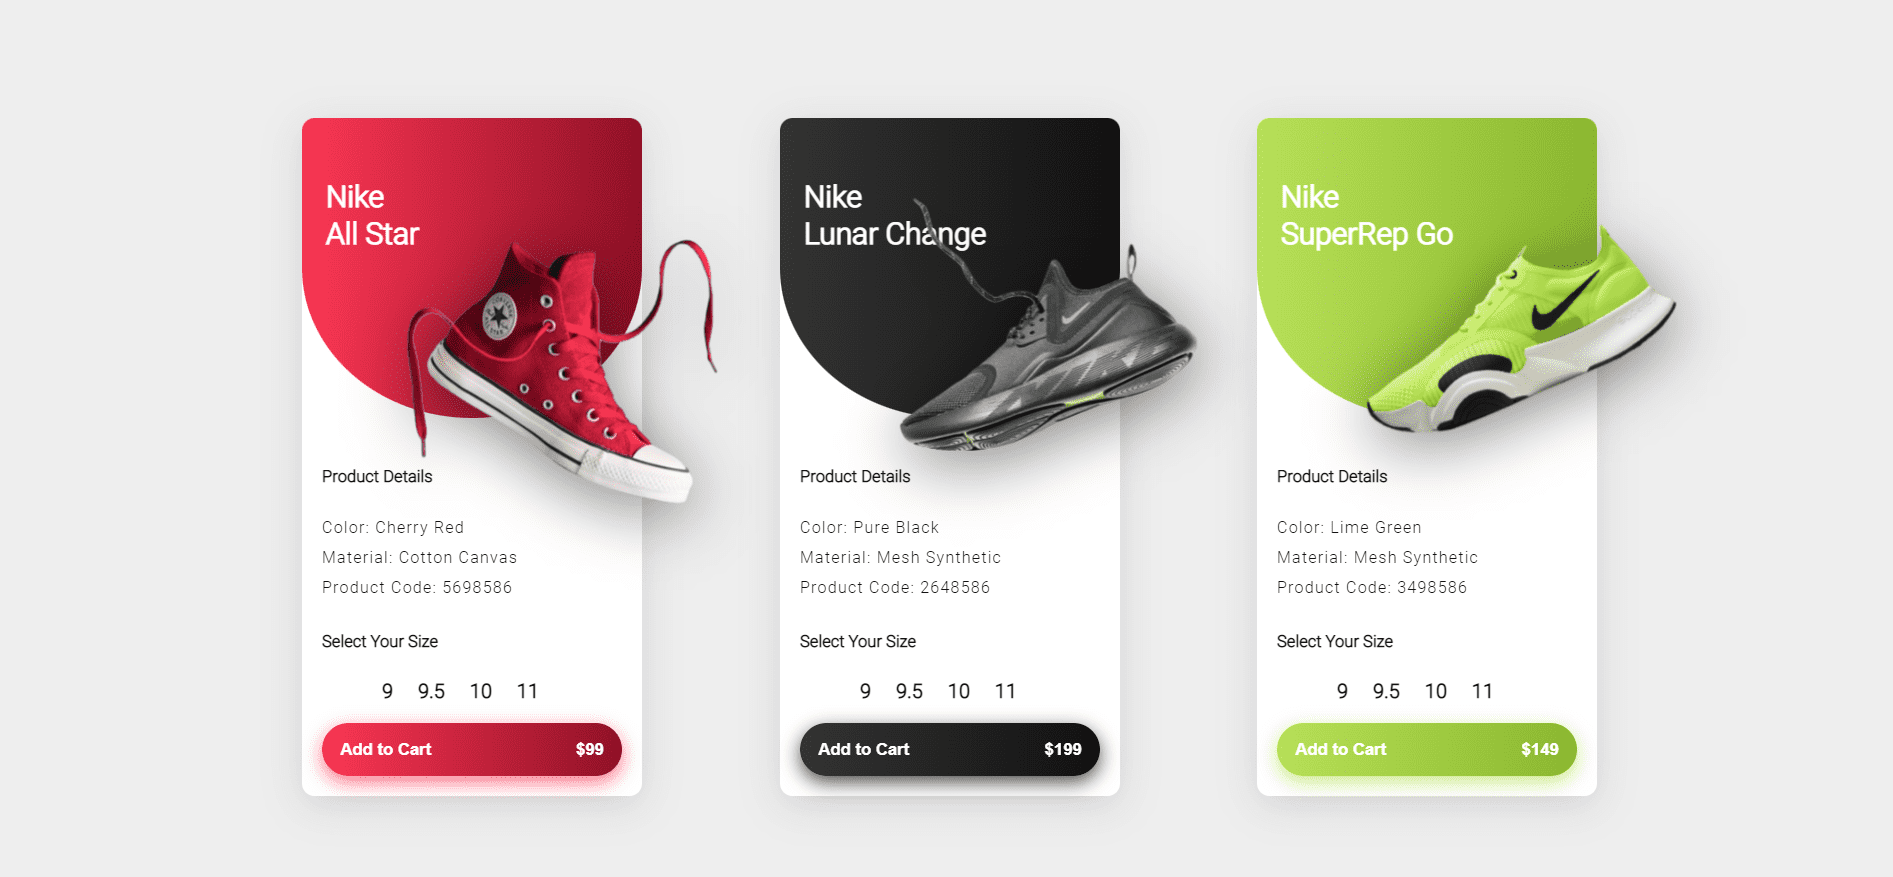 Nike
All Star
Product Details
Color: Cherry Red
Material: Cotton Canvas
Product Code: 5698586
Select Your Size
9 9.5 10 11
Add to Cart $99
Nike
Lunar Change
Product Details
Color: Pure Black
Material: Mesh Synthetic
Product Code: 2648586
Select Your Size
9 9.5 10 11
Add to Cart $199
Nike
SuperRep Go
Product Details
Color: Lime Green
Material: Mesh Synthetic
Product Code: 3498586
Select Your Size
9 9.5 10 11
Add to Cart $149